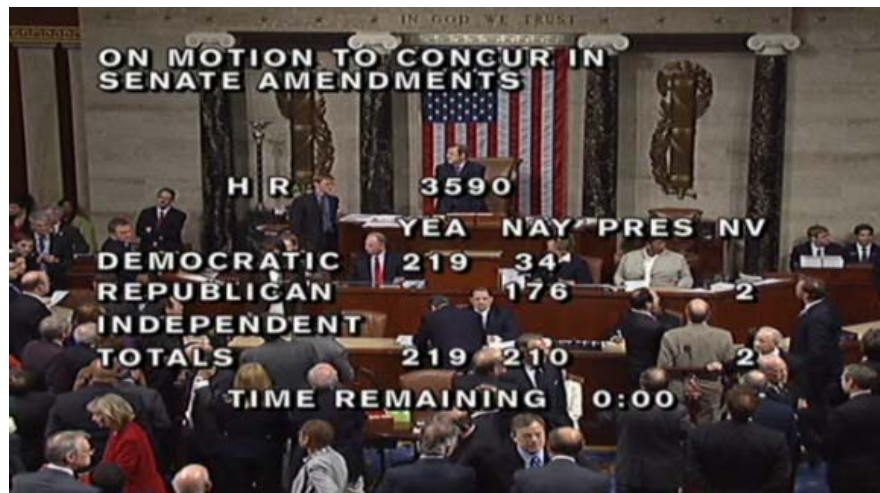 IN GOD WE TRUST
ON MOTION TO CONCUR IN
SENATE AMENDMENTS
H R 3590
YEA NAY PRES NV
DEMOCRATIC 219 34
REPUBLICAN 176 2
INDEPENDENT
TOTALS 219 210 2
TIME REMAINING 0:00